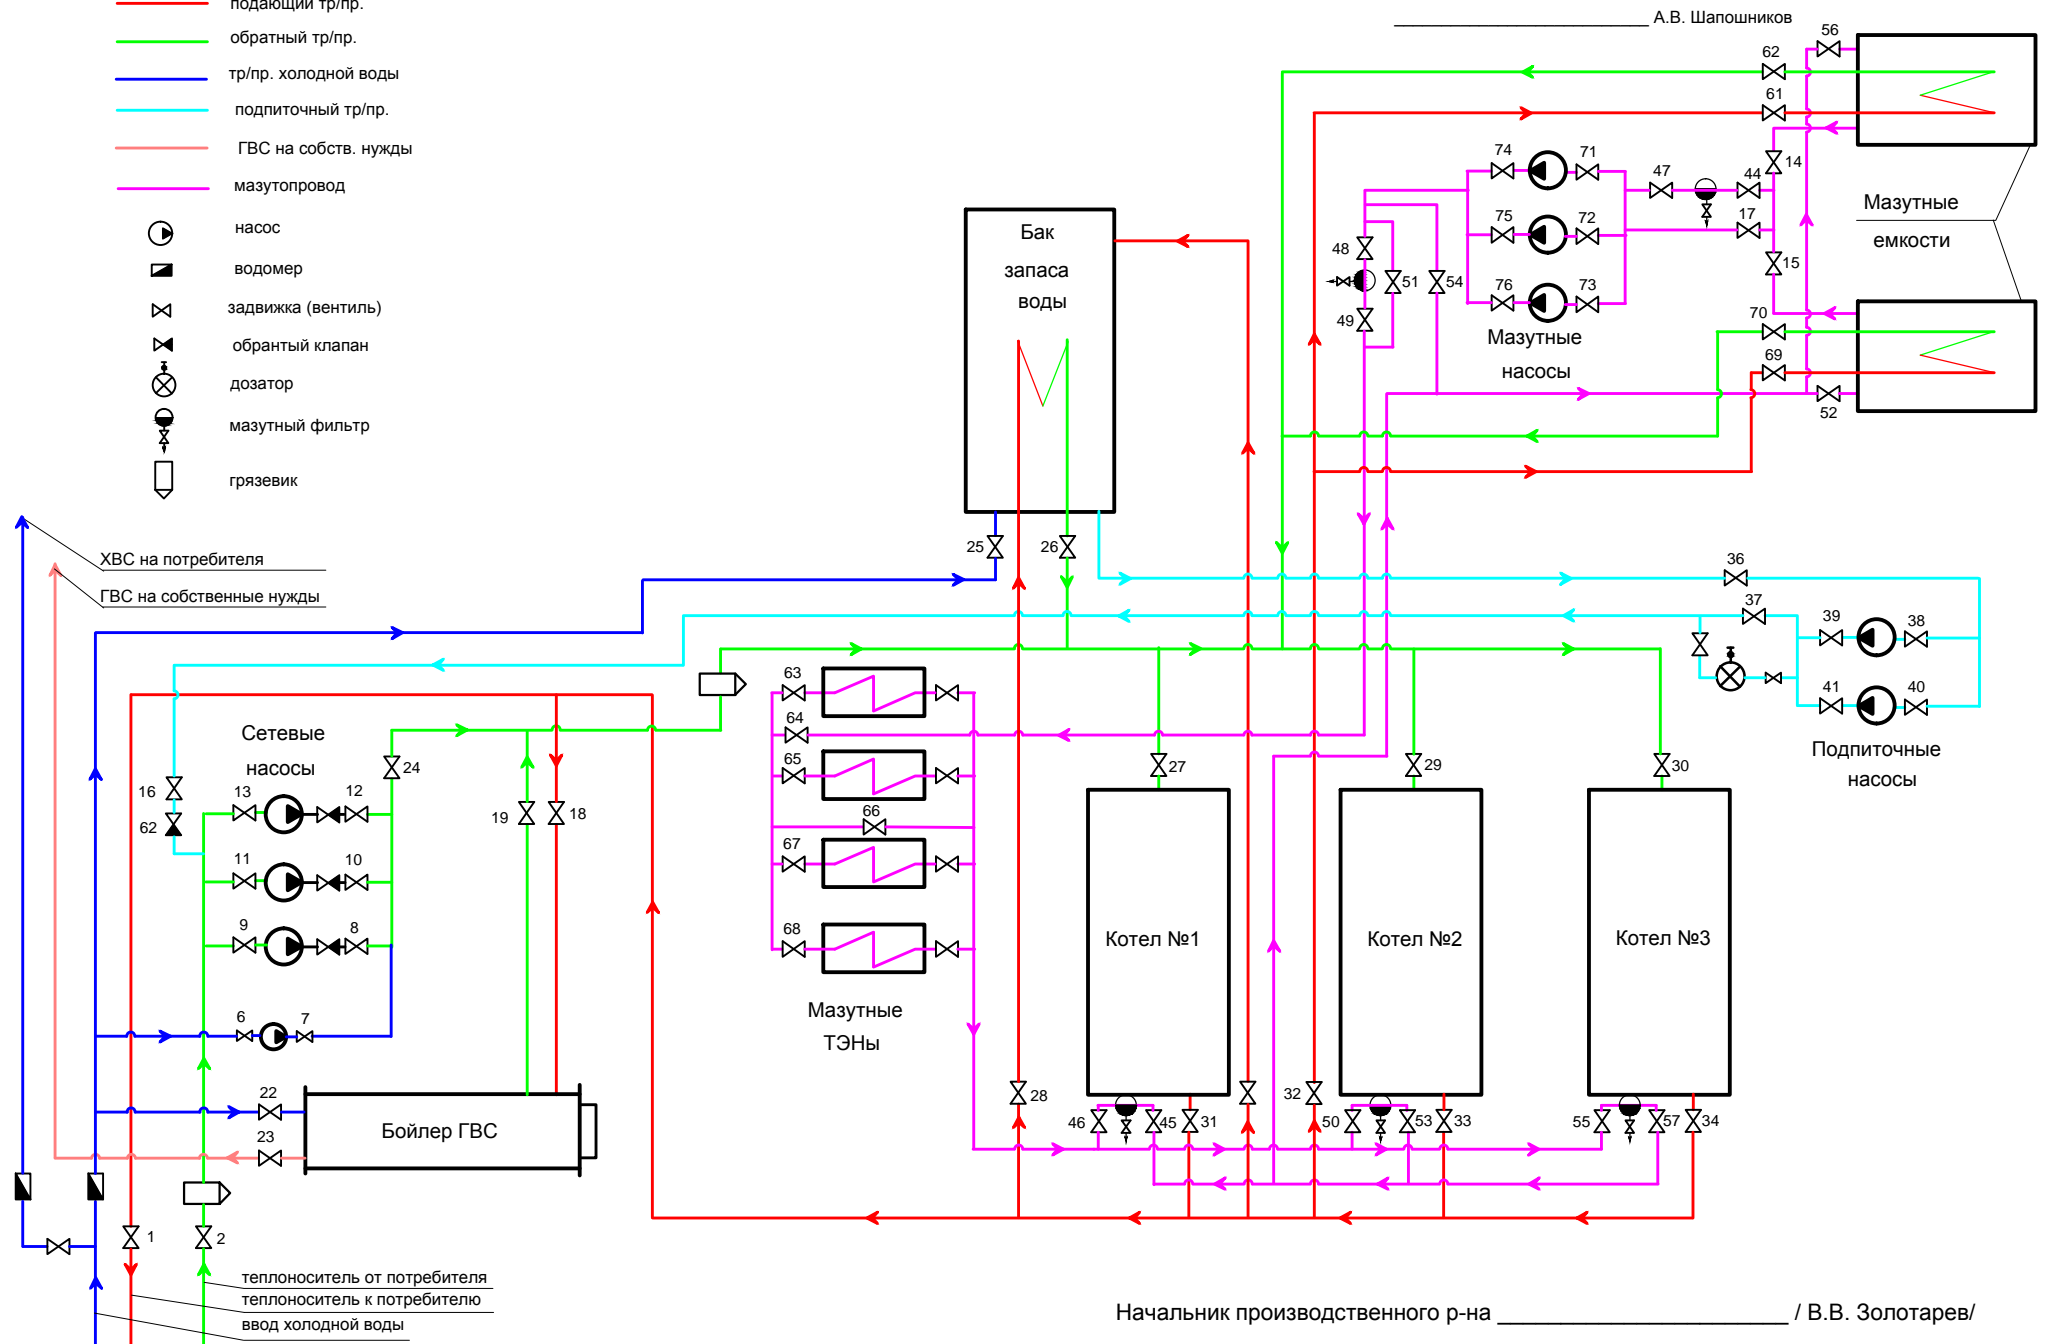 подающий тр/пр.
обратный тр/пр.
тр/пр. холодной воды
подпиточный тр/пр.
ГВС на собств. нужды
мазутопровод
насос
водомер
задвижка (вентиль)
обрантый клапан
дозатор
мазутный фильтр
грязевик
А.В. Шапошников
56
62
61
74
71
47
44
14
75
72
17
48
51
54
15
76
73
49
70
69
52
Мазутные
емкости
Мазутные
насосы
Бак
запаса
воды
25
26
ХВС на потребителя
ГВС на собственные нужды
36
37
39
38
41
40
Подпиточные
насосы
63
64
65
66
67
68
Мазутные
ТЭНы
Сетевые
насосы
24
16
13
12
62
11
10
9
8
6
7
19
18
22
23
Бойлер ГВС
27
29
30
Котел №1
Котел №2
Котел №3
28
32
46
45
31
50
53
33
55
57
34
1
2
теплоноситель от потребителя
теплоноситель к потребителю
ввод холодной воды
Начальник производственного р-на / В.В. Золотарев/